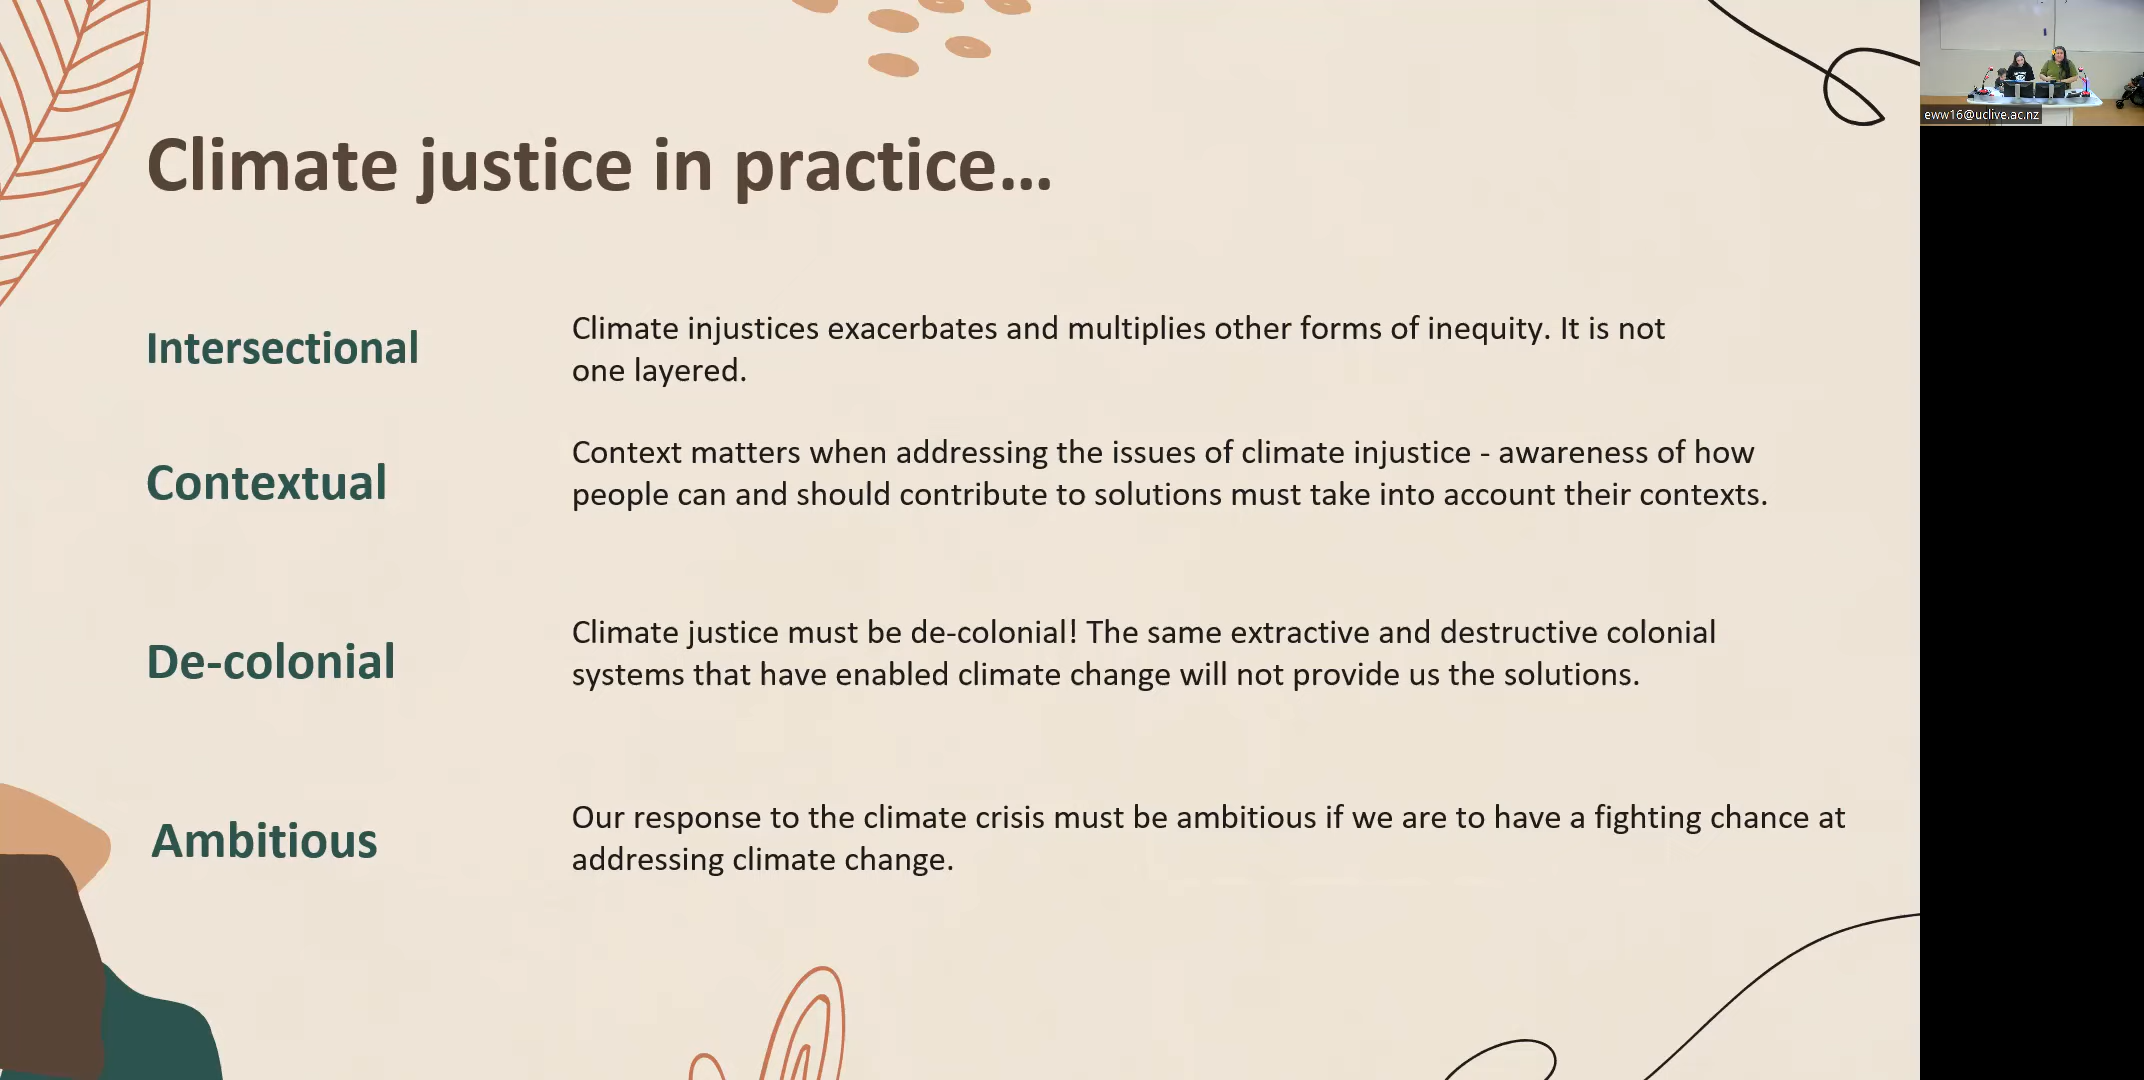 Climate justice in practice...
Intersectional
Climate injustices exacerbates and multiplies other forms of inequity. It is not
one layered.
Contextual
Context matters when addressing the issues of climate injustice - awareness of how
people can and should contribute to solutions must take into account their contexts.
De-colonial
Climate justice must be de-colonial! The same extractive and destructive colonial
systems that have enabled climate change will not provide us the solutions.
Ambitious
Our response to the climate crisis must be ambitious if we are to have a fighting chance at
addressing climate change.
eww16@uclive.ac.nz